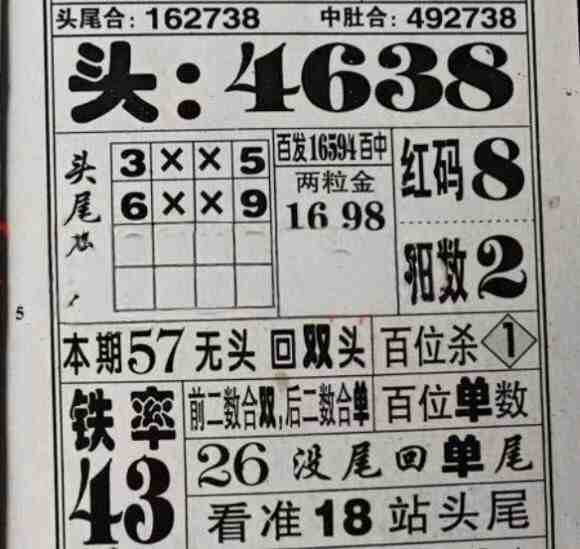 头尾合：162738 中肚合：492738
头：4638
头尾
3××5
6××9
百发16594百中
两粒金
16 98
红码8
阳数2
5
本期57无头 回双头 百位杀1
铁率43
前二数合双，后二数合单 百位单数
26没尾回单尾
看准18站头尾